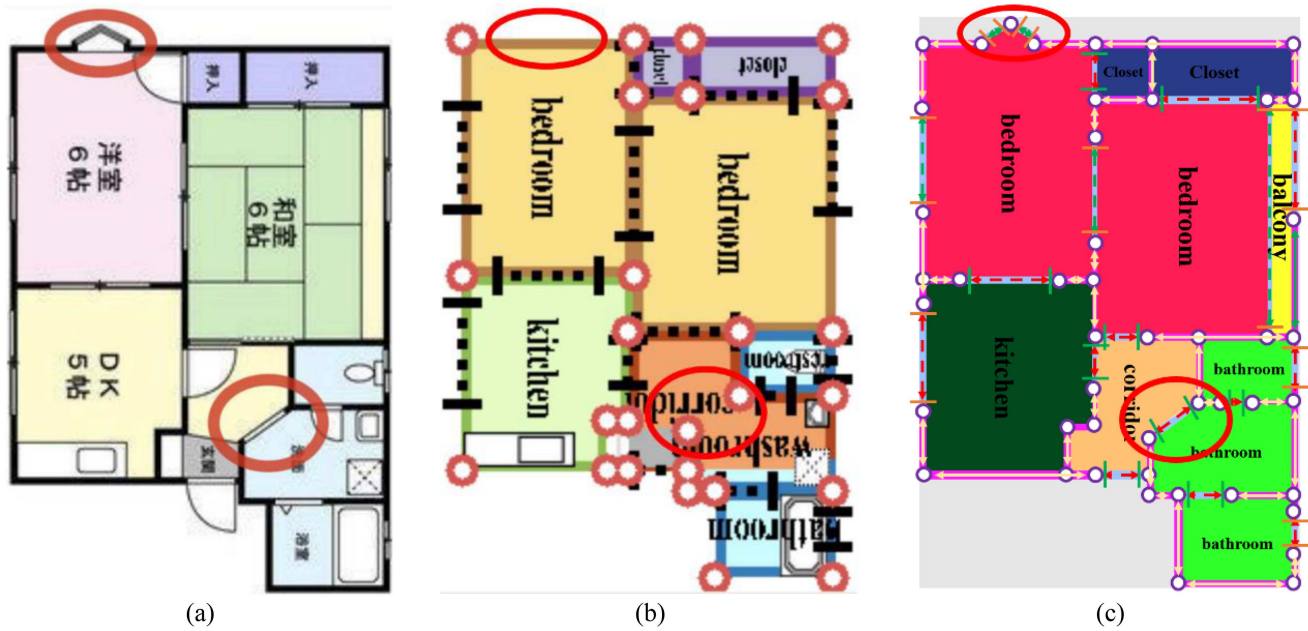 押入
押入
洋室
6帖
和室
6帖
DK
5帖
玄関
浴室
(a)
closet
closet
bedroom
bedroom
kitchen
restroom
corridor
washroom
bathroom
(b)
Closet
Closet
bedroom
bedroom
balcony
kitchen
corridor
bathroom
bathroom
bathroom
(c)